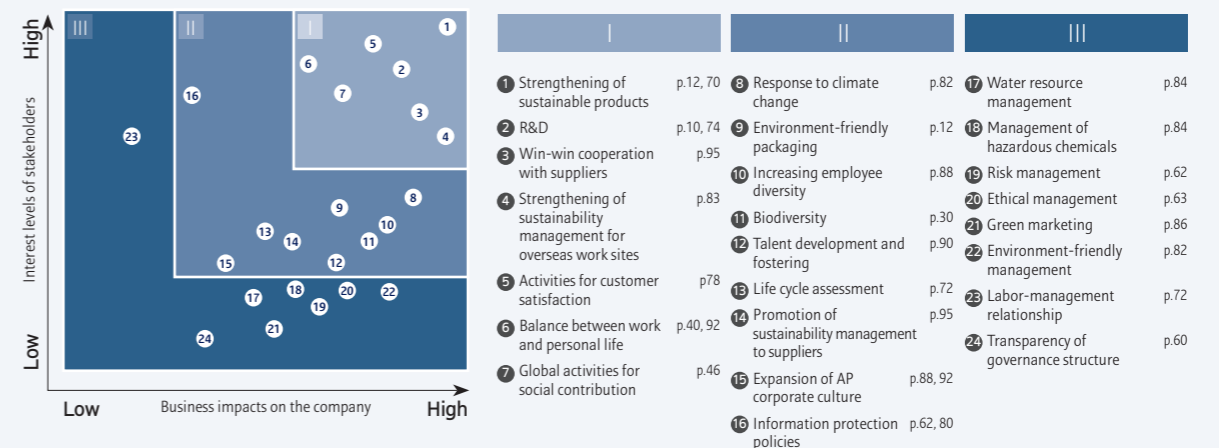 High
Interest levels of stakeholders
Low
III
II
I
1
5
6
2
7
16
3
4
23
8
9
10
13
14
11
15
12
18
20
22
17
19
21
24
Low
Business impacts on the company
High
I
1 Strengthening of p.12, 70
sustainable products
2 R&D p.10, 74
3 Win-win cooperation p.95
with suppliers
4 Strengthening of p.83
sustainability
management for
overseas work sites
5 Activities for customer p78
satisfaction
6 Balance between work p.40, 92
and personal life
7 Global activities for p.46
social contribution
II
8 Response to climate p.82
change
9 Environment-friendly p.12
packaging
10 Increasing employee p.88
diversity
11 Biodiversity p.30
12 Talent development and p.90
fostering
13 Life cycle assessment p.72
14 Promotion of p.95
sustainability management
to suppliers
15 Expansion of AP p.88, 92
corporate culture
16 Information protection p.62, 80
policies
III
17 Water resource p.84
management
18 Management of p.84
hazardous chemicals
19 Risk management p.62
20 Ethical management p.63
21 Green marketing p.86
22 Environment-friendly p.82
management
23 Labor-management p.72
relationship
24 Transparency of p.60
governance structure